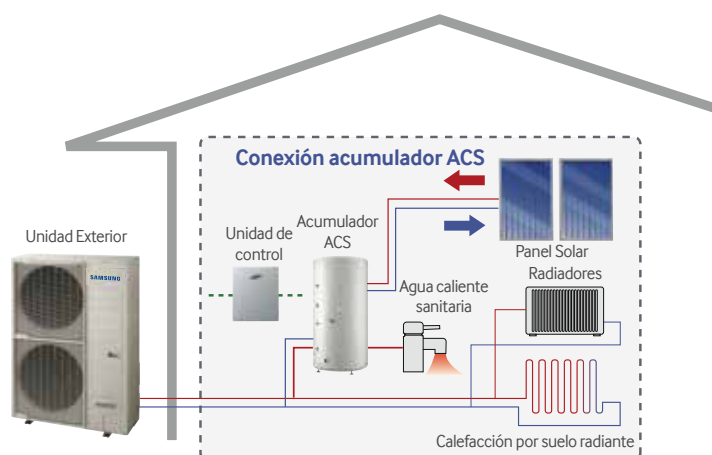 Conexión acumulador ACS
Unidad Exterior
SAMSUNG
Unidad de
control
Acumulador
ACS
Panel Solar
Radiadores
Agua caliente
sanitaria
Calefacción por suelo radiante